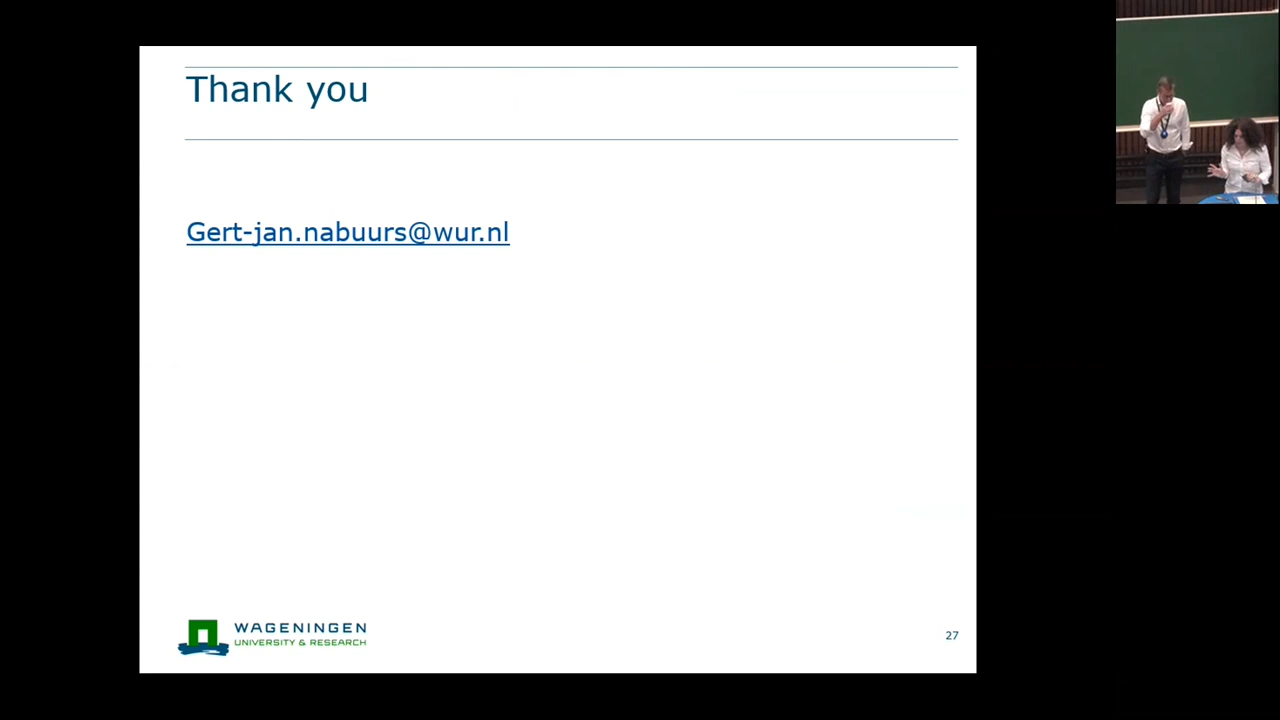 Thank you
Gert-jan.nabuurs@wur.nl
WAGENINGEN
UNIVERSITY & RESEARCH
27